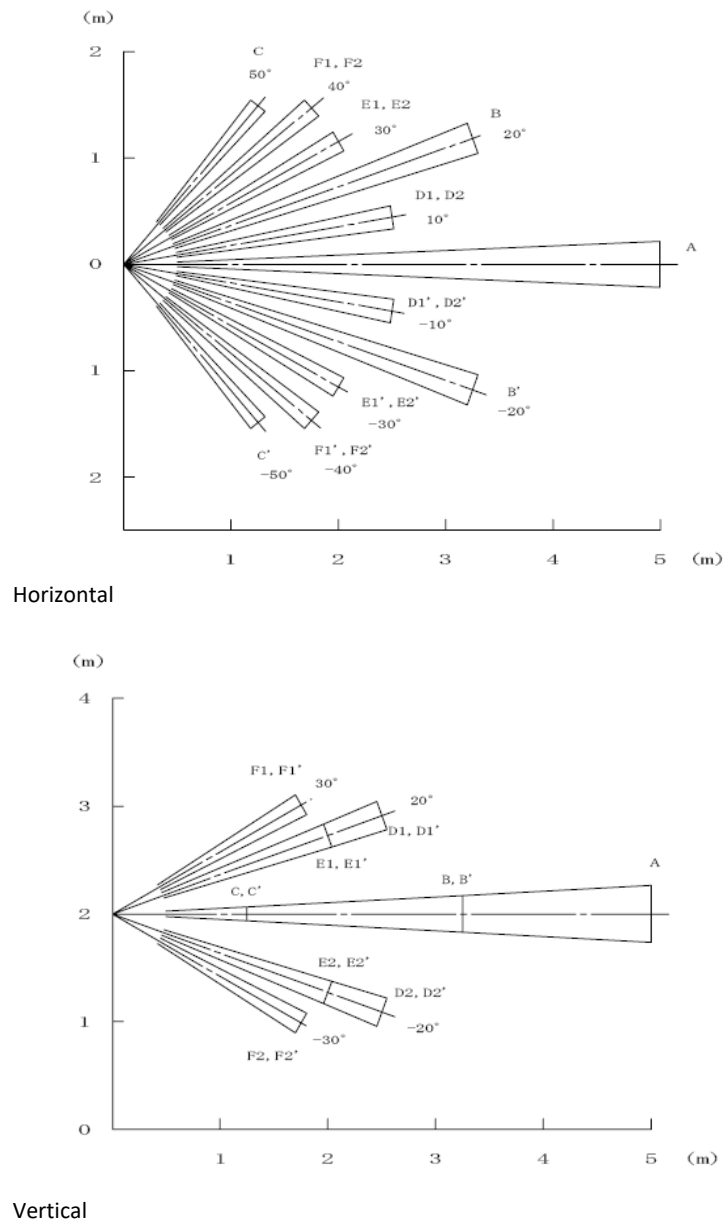 (m)
2
C
50°
F1, F2
40°
E1, E2
30°
B
20°
1
D1, D2
10°
A
0
D1’, D2’
-10°
1
B’
-20°
E1’, E2’
-30°
F1’, F2’
-40°
C’
-50°
2
1 2 3 4 5 (m)
Horizontal
(m)
4
F1, F1’
30°
20°
3
D1, D1’
E1, E1’
A
C, C’
B, B’
2
E2, E2’
D2, D2’
1
-20°
-30°
F2, F2’
0
1 2 3 4 5 (m)
Vertical